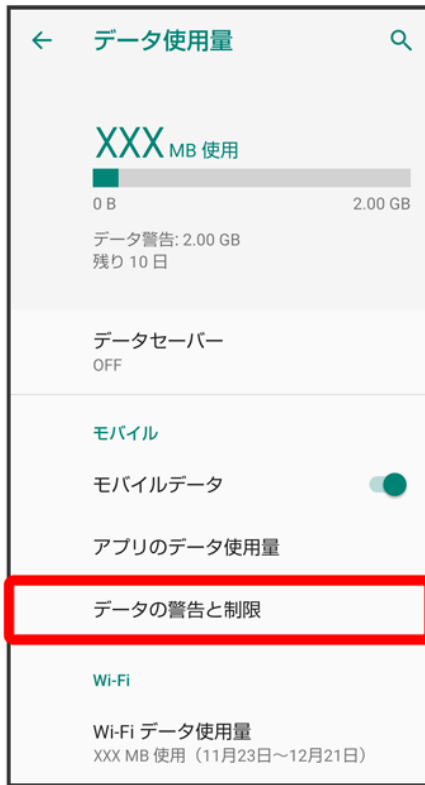 データ使用量
XXX MB 使用
0 B 2.00 GB
データ警告: 2.00 GB
残り 10 日
データセーバー
OFF
モバイル
モバイルデータ
アプリのデータ使用量
データの警告と制限
Wi-Fi
Wi-Fi データ使用量
XXX MB 使用（11月23日～12月21日）